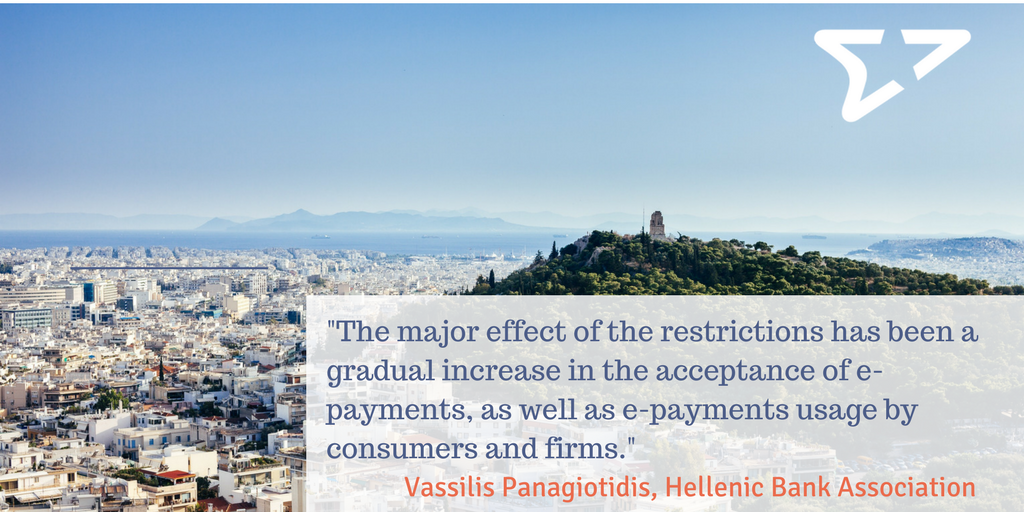 "The major effect of the restrictions has been a
gradual increase in the acceptance of e-
payments, as well as e-payments usage by
consumers and firms."
Vassilis Panagiotidis, Hellenic Bank Association